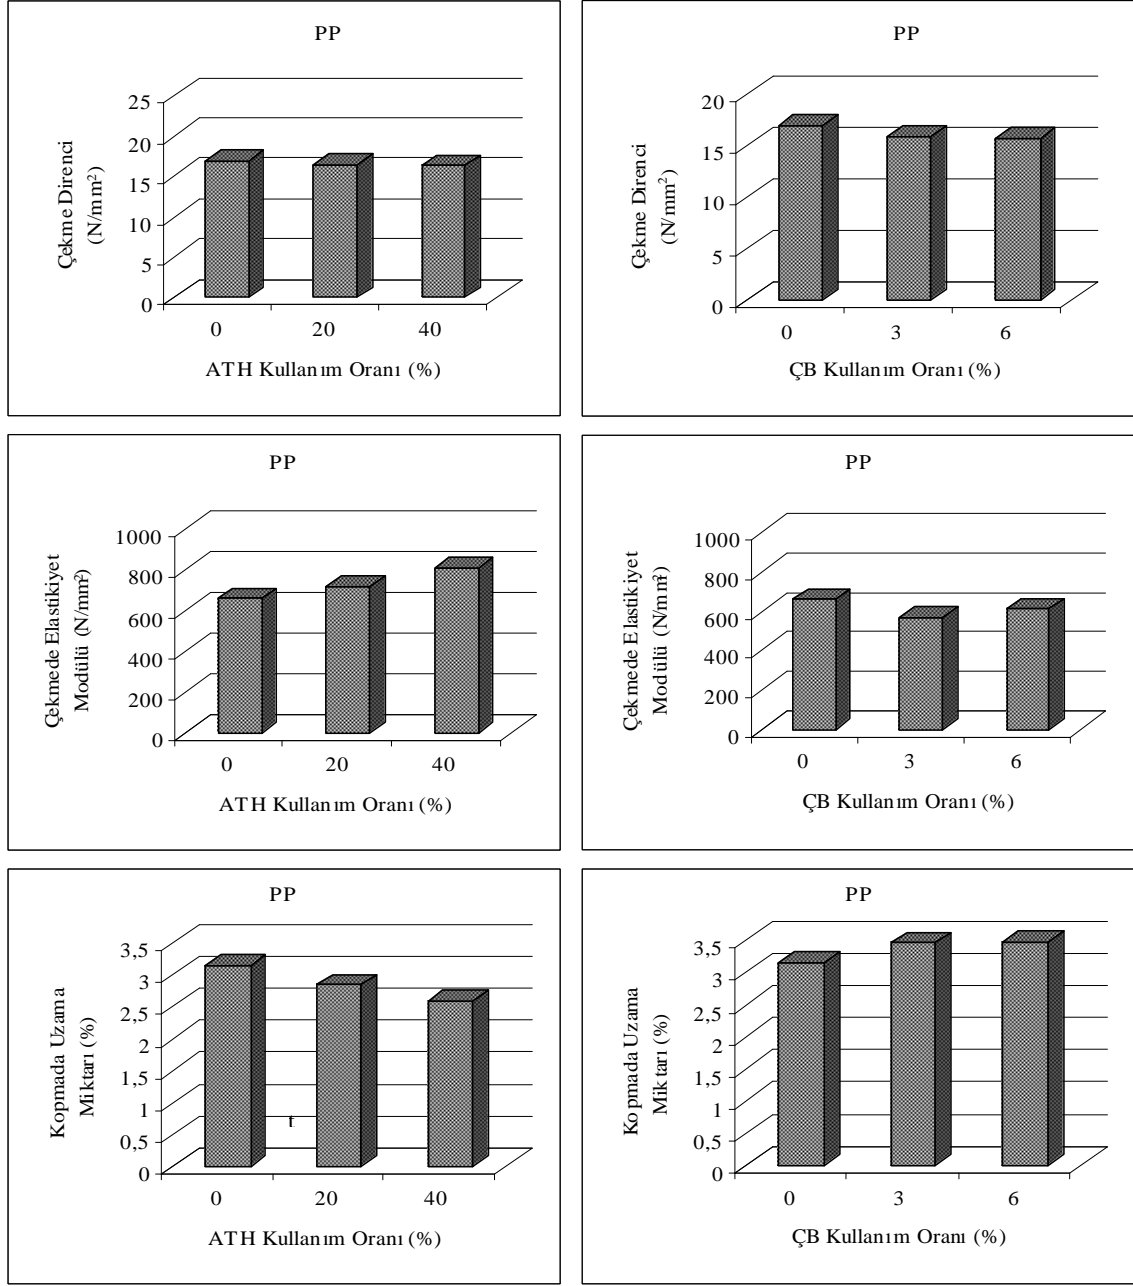 PP
25
20
15
10
5
0
Çekme Direnci
(N/mm²)
0 20 40
ATH Kullanım Oranı (%)
PP
20
15
10
5
0
Çekme Direnci
(N/mm²)
0 3 6
ÇB Kullanım Oranı (%)
PP
1000
800
600
400
200
0
Çekmede Elastikiyet
Modülü (N/mm²)
0 20 40
ATH Kullanım Oranı (%)
PP
1000
800
600
400
200
0
Çekmede Elastikiyet
Modülü (N/mm²)
0 3 6
ÇB Kullanım Oranı (%)
PP
3,5
3
2,5
2
1,5
1
0,5
0
Kopmada Uzama
Miktarı (%)
t
0 20 40
ATH Kullanım Oranı (%)
PP
3,5
3
2,5
2
1,5
1
0,5
0
Kopmada Uzama
Miktarı (%)
0 3 6
ÇB Kullanım Oranı (%)